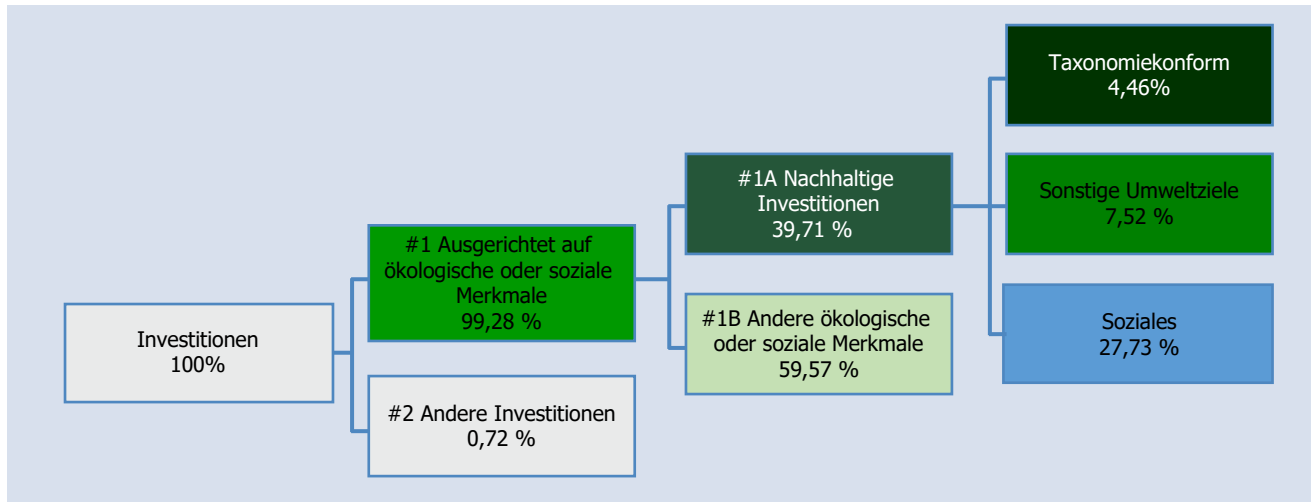 Investitionen
100%
#1 Ausgerichtet auf
ökologische oder soziale
Merkmale
99,28 %
#2 Andere Investitionen
0,72 %
#1A Nachhaltige
Investitionen
39,71 %
#1B Andere ökologische
oder soziale Merkmale
59,57 %
Taxonomiekonform
4,46%
Sonstige Umweltziele
7,52 %
Soziales
27,73 %